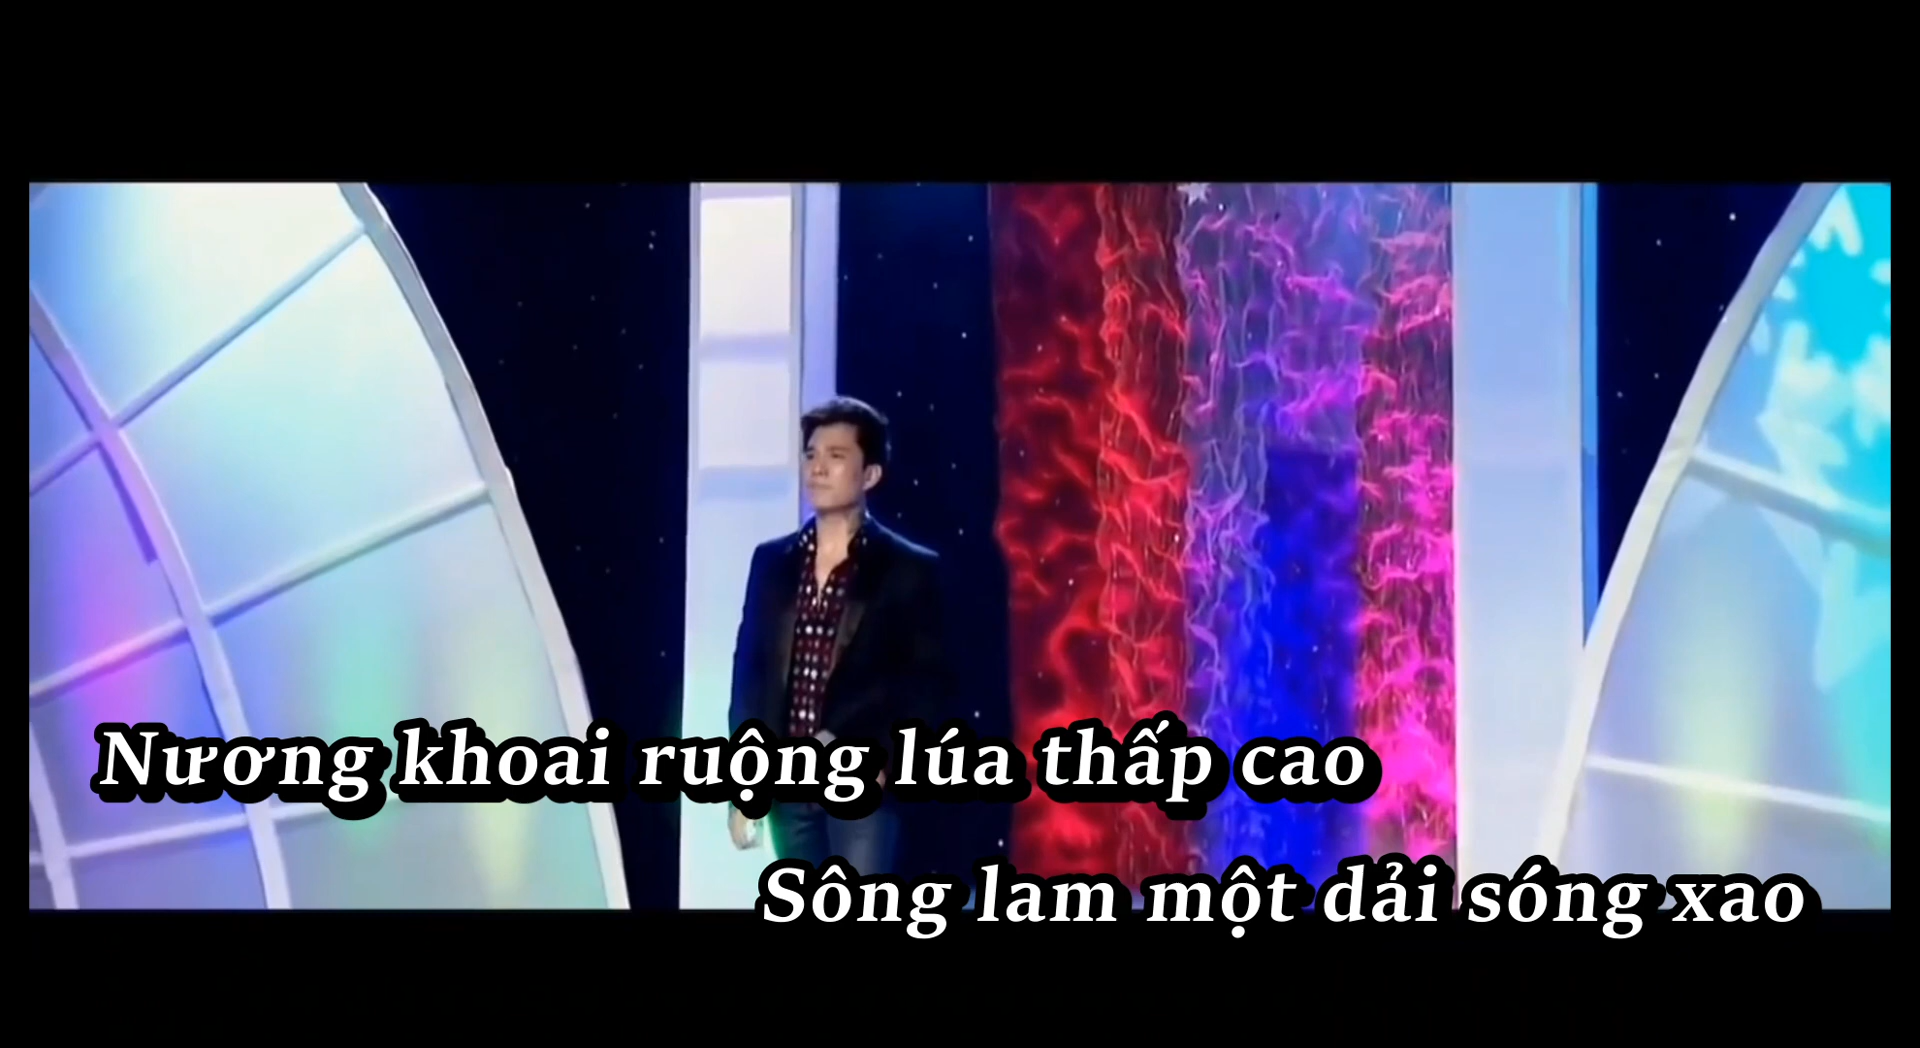 Nương khoai ruộng lúa thấp cao
Sông lam một dải sóng xao